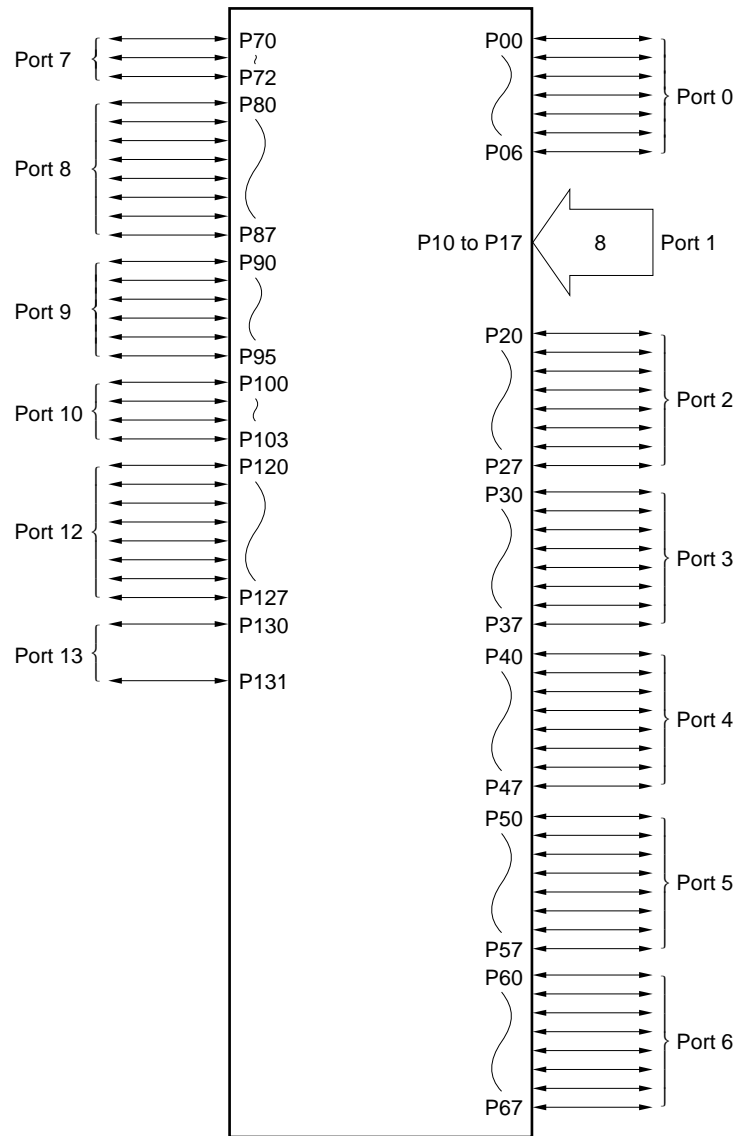 Port 7
P70
~
P72
Port 8
P80
P87
Port 9
P90
P95
Port 10
P100
~
P103
Port 12
P120
P127
Port 13
P130
P131
P00
P06
Port 0
P10 to P17
8
Port 1
P20
P27
Port 2
P30
P37
Port 3
P40
P47
Port 4
P50
P57
Port 5
P60
P67
Port 6